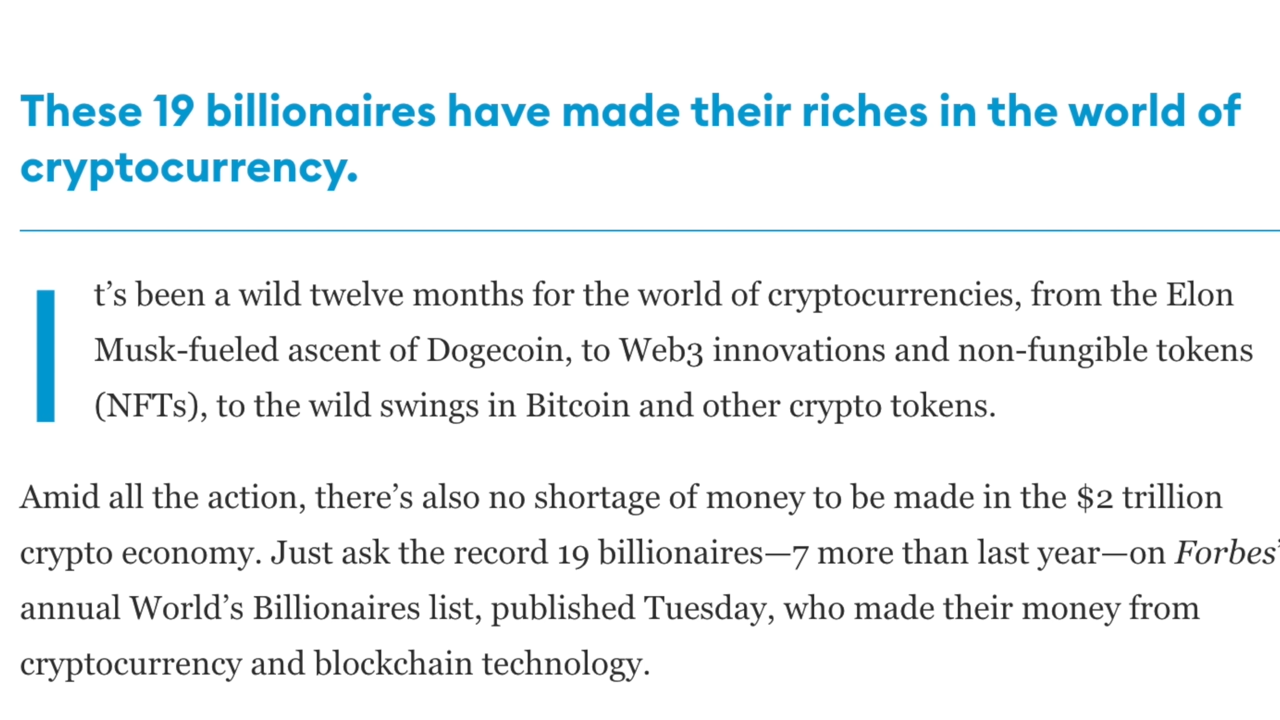 These 19 billionaires have made their riches in the world of
cryptocurrency.
It’s been a wild twelve months for the world of cryptocurrencies, from the Elon
Musk-fueled ascent of Dogecoin, to Web3 innovations and non-fungible tokens
(NFTs), to the wild swings in Bitcoin and other crypto tokens.
Amid all the action, there’s also no shortage of money to be made in the $2 trillion
crypto economy. Just ask the record 19 billionaires—7 more than last year—on Forbes’
annual World’s Billionaires list, published Tuesday, who made their money from
cryptocurrency and blockchain technology.